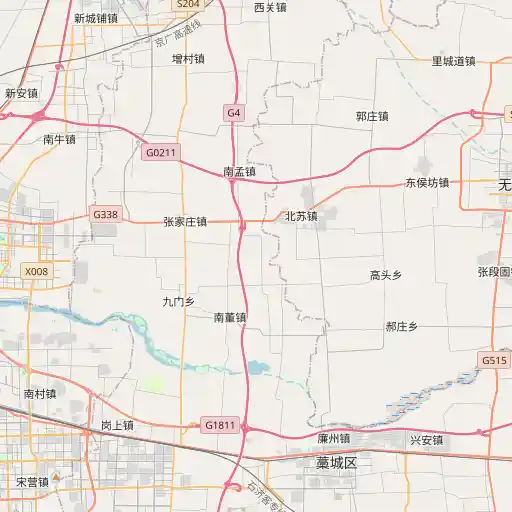 S204
西关镇
新城铺镇
京广高速线
增村镇
里城道镇
新安镇
G4
郭庄镇
S
南牛镇
G0211
南孟镇
东侯坊镇
无
G338
张家庄镇
北苏镇
X008
高头乡
张段固
九门乡
南董镇
郝庄乡
G515
南村镇
岗上镇
G1811
廉州镇
兴安镇
藁城区
宋营镇
石济客专